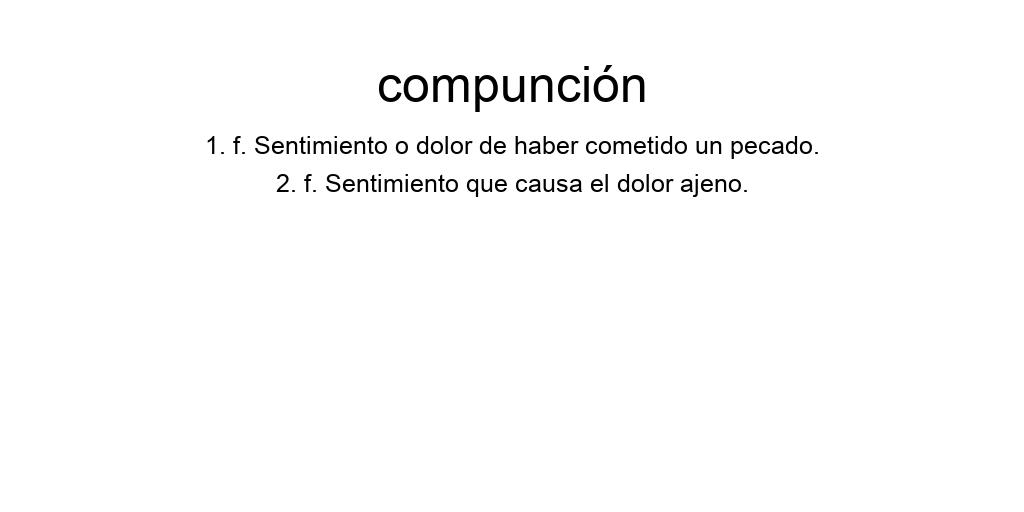 compunción
1. f. Sentimiento o dolor de haber cometido un pecado.
2. f. Sentimiento que causa el dolor ajeno.